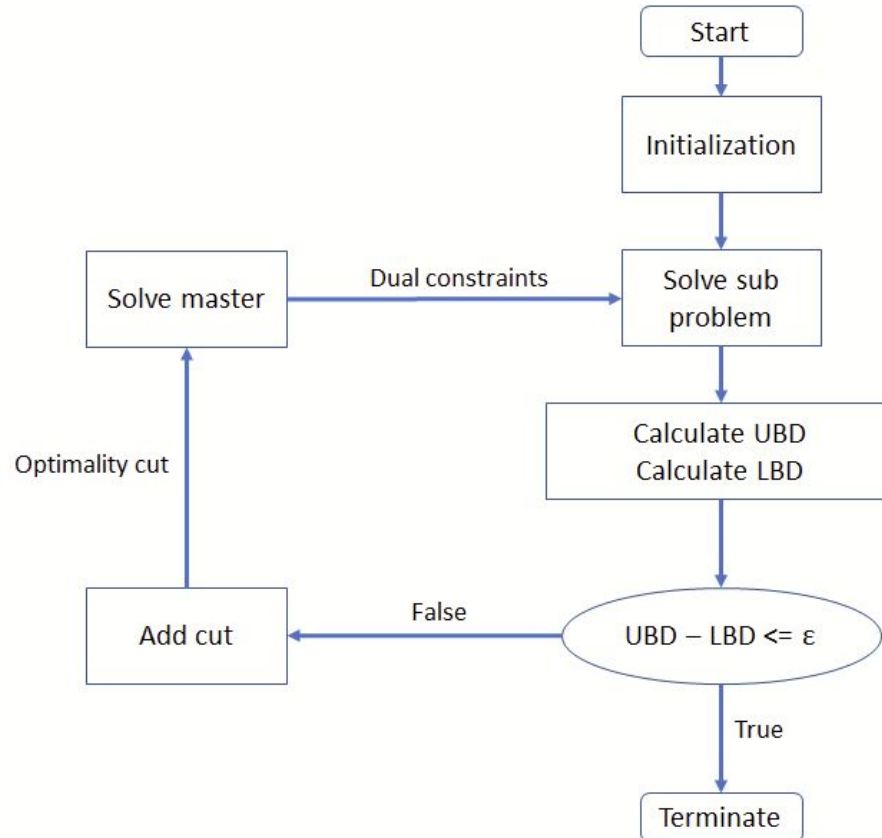 Start
Initialization
Solve master
Dual constraints
Solve sub
problem
Calculate UBD
Calculate LBD
Optimality cut
Add cut
False
UBD – LBD <= ε
True
Terminate